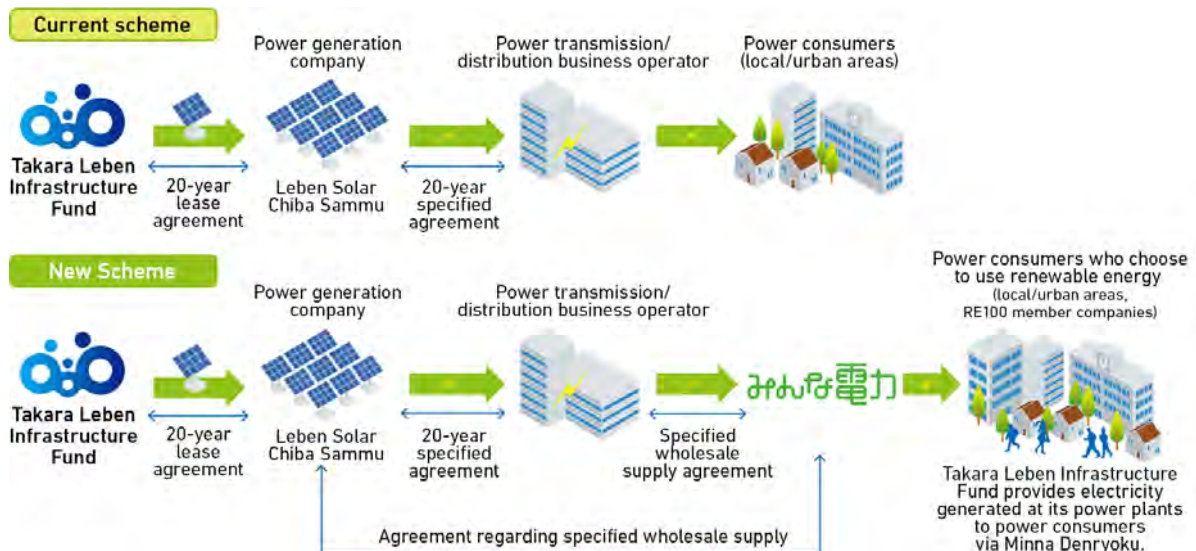 Current scheme
Power generation
company
Power transmission/
distribution business operator
Power consumers
(local/urban areas)
Takara Leben
Infrastructure
Fund
20-year
lease
agreement
Leben Solar
Chiba Sammu
20-year
specified
agreement
New Scheme
Power generation
company
Power transmission/
distribution business operator
Power consumers who choose
to use renewable energy
(local/urban areas,
RE100 member companies)
みんな電力
Takara Leben
Infrastructure
Fund
20-year
lease
agreement
Leben Solar
Chiba Sammu
20-year
specified
agreement
Specified
wholesale
supply agreement
Takara Leben Infrastructure
Fund provides electricity
generated at its power plants
to power consumers
via Minna Denryoku.
Agreement regarding specified wholesale supply